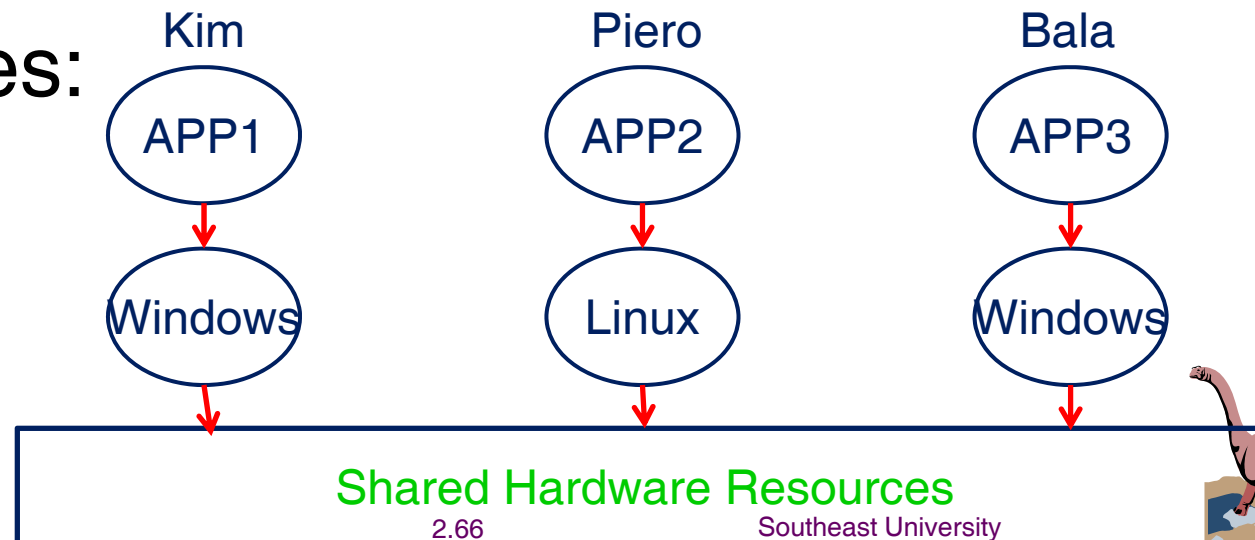 Kim Piero Bala
es:
APP1 APP2 APP3
Windows Linux Windows
Shared Hardware Resources
2.66 Southeast University